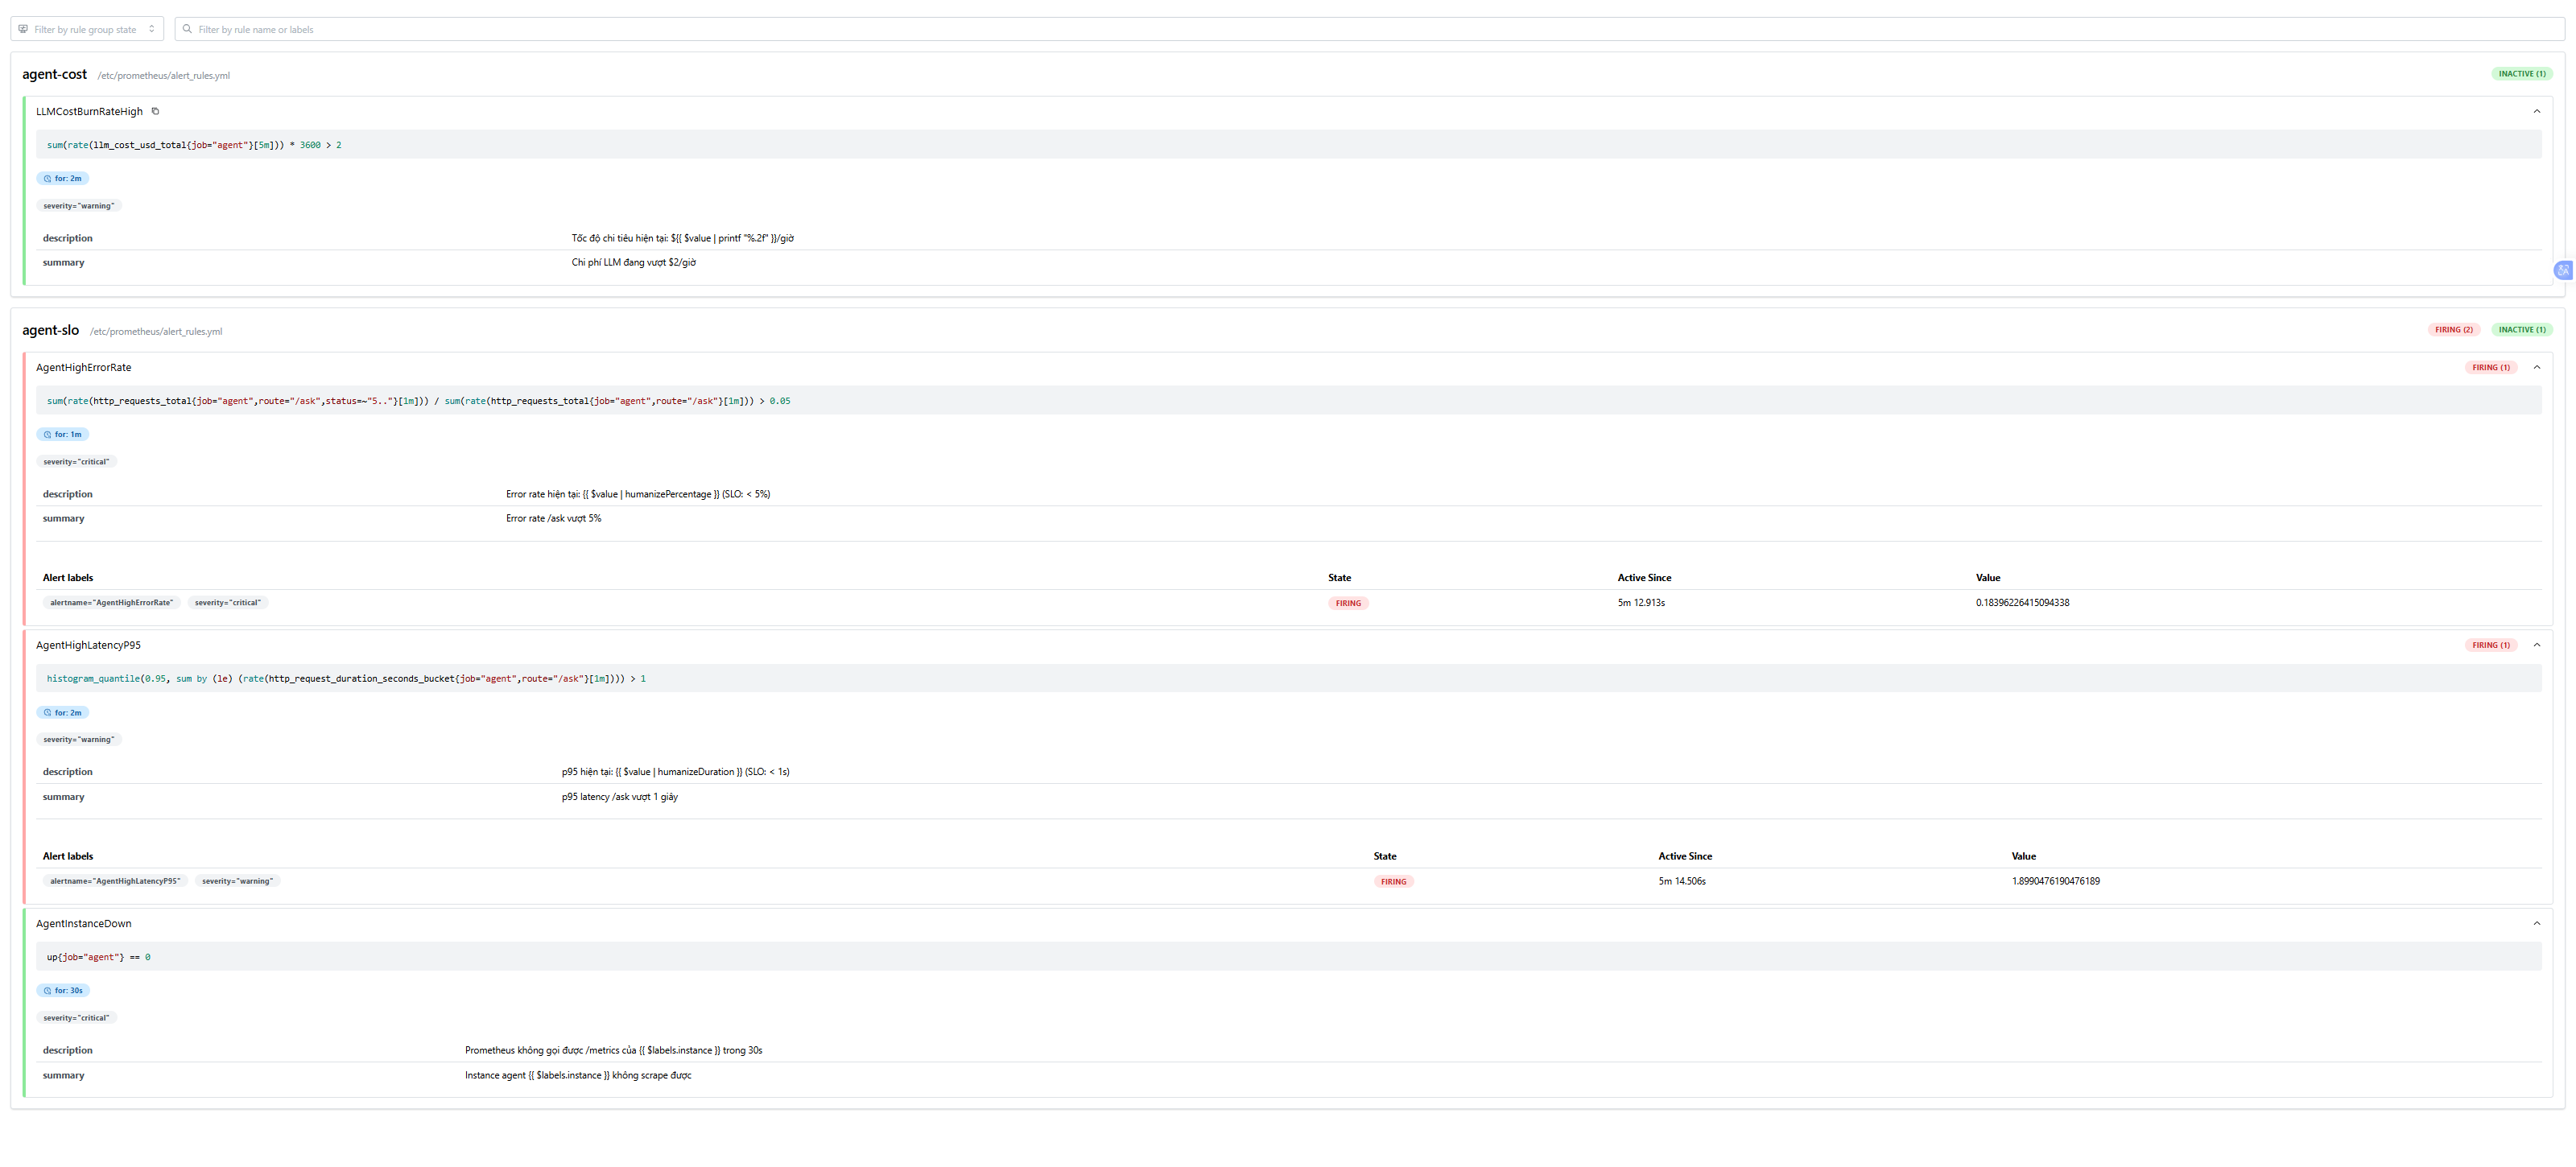 Filter by rule group state
Filter by rule name or labels
agent-cost /etc/prometheus/alert_rules.yml INACTIVE (1)
LLMCostBurnRateHigh
sum(rate(llm_cost_usd_total{job="agent"}[5m])) * 3600 > 2
for: 2m
severity="warning"
description Tốc độ chi tiêu hiện tại: ${{ $value | printf "%.2f" }}/giờ
summary Chi phí LLM đang vượt $2/giờ
agent-slo /etc/prometheus/alert_rules.yml FIRING (2) INACTIVE (1)
AgentHighErrorRate FIRING (1)
sum(rate(http_requests_total{job="agent",route="/ask",status=~"5.."}[1m])) / sum(rate(http_requests_total{job="agent",route="/ask"}[1m])) > 0.05
for: 1m
severity="critical"
description Error rate hiện tại: {{ $value | humanizePercentage }} (SLO: < 5%)
summary Error rate /ask vượt 5%
Alert labels State Active Since Value
alertname="AgentHighErrorRate" severity="critical" FIRING 5m 12.913s 0.18396226415094338
AgentHighLatencyP95 FIRING (1)
histogram_quantile(0.95, sum by (le) (rate(http_request_duration_seconds_bucket{job="agent",route="/ask"}[1m]))) > 1
for: 2m
severity="warning"
description p95 hiện tại: {{ $value | humanizeDuration }} (SLO: < 1s)
summary p95 latency /ask vượt 1 giây
Alert labels State Active Since Value
alertname="AgentHighLatencyP95" severity="warning" FIRING 5m 14.506s 1.8990476190476189
AgentInstanceDown
up{job="agent"} == 0
for: 30s
severity="critical"
description Prometheus không gọi được /metrics của {{ $labels.instance }} trong 30s
summary Instance agent {{ $labels.instance }} không scrape được